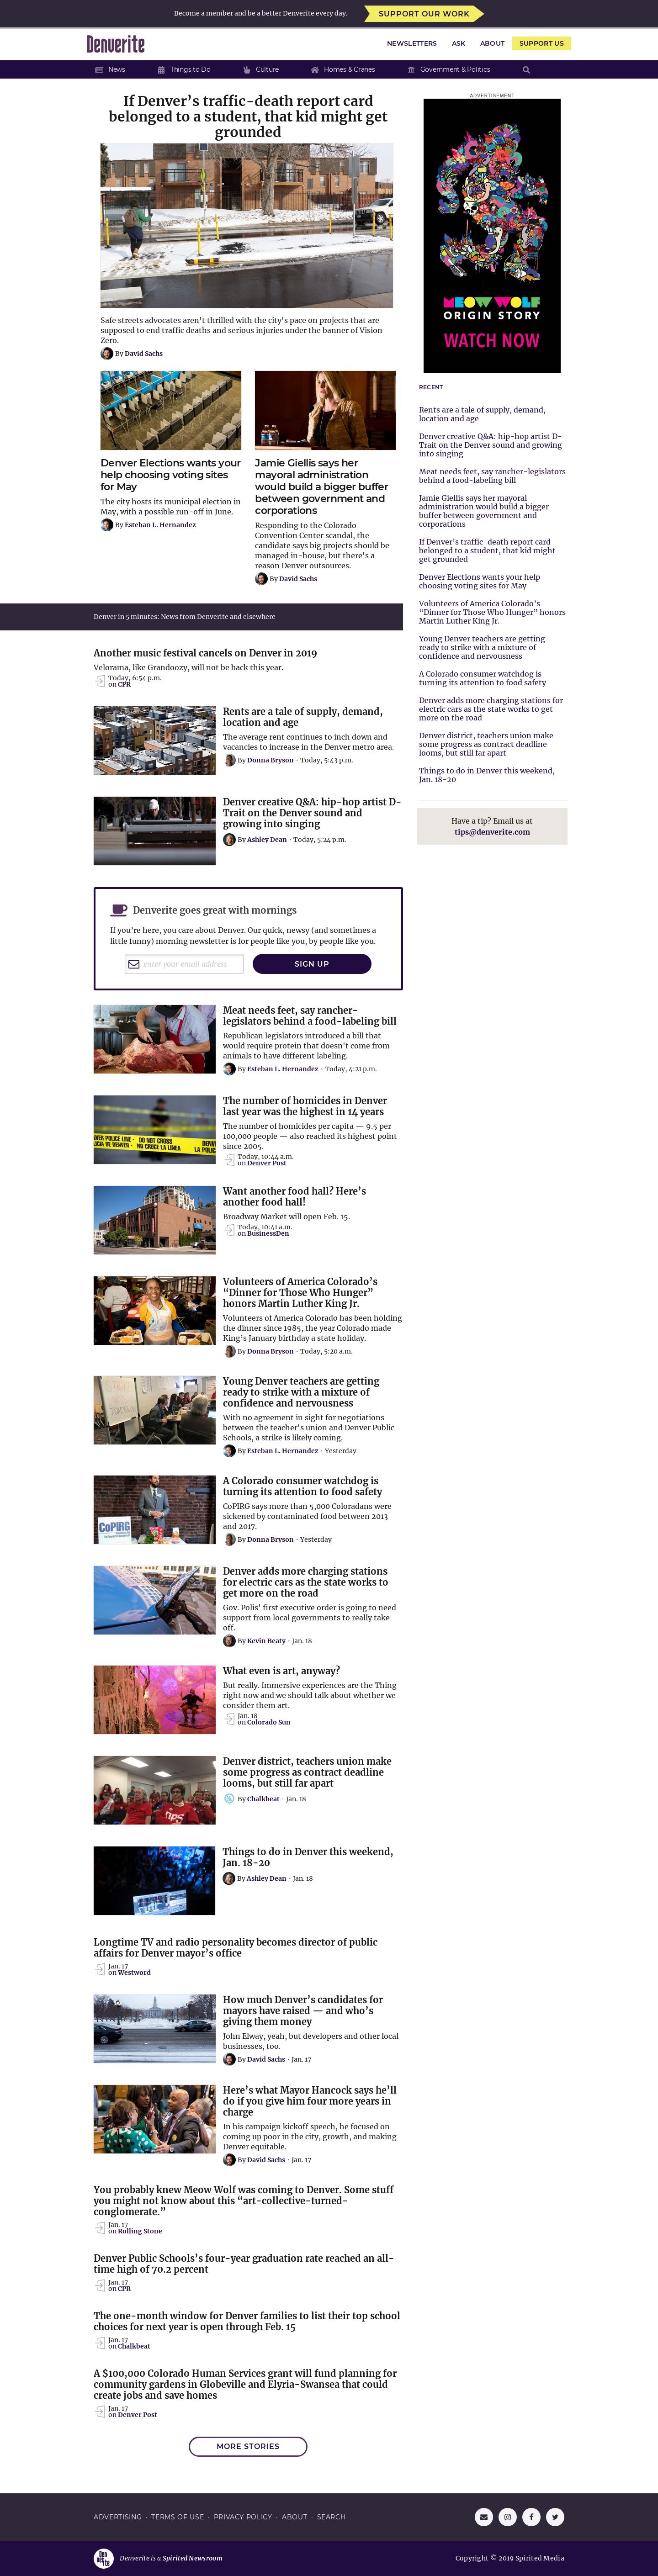 Become a member and be a better Denverite every day.
SUPPORT OUR WORK
Denverite
NEWSLETTERS
ASK
ABOUT
SUPPORT US
News
Things to Do
Culture
Homes & Cranes
Government & Politics
If Denver’s traffic-death report card
belonged to a student, that kid might get
grounded
Safe streets advocates aren't thrilled with the city's pace on projects that are
supposed to end traffic deaths and serious injuries under the banner of Vision
Zero.
By David Sachs
Denver Elections wants your
help choosing voting sites
for May
The city hosts its municipal election in
May, with a possible run-off in June.
By Esteban L. Hernandez
Jamie Giellis says her
mayoral administration
would build a bigger buffer
between government and
corporations
Responding to the Colorado
Convention Center scandal, the
candidate says big projects should be
managed in-house, but there's a
reason Denver outsources.
By David Sachs
Denver in 5 minutes: News from Denverite and elsewhere
Another music festival cancels on Denver in 2019
Velorama, like Grandoozy, will not be back this year.
Today, 6:54 p.m.
on CPR
Rents are a tale of supply, demand,
location and age
The average rent continues to inch down and
vacancies to increase in the Denver metro area.
By Donna Bryson · Today, 5:43 p.m.
Denver creative Q&A: hip-hop artist D-
Trait on the Denver sound and
growing into singing
By Ashley Dean · Today, 5:24 p.m.
Denverite goes great with mornings
If you're here, you care about Denver. Our quick, newsy (and sometimes a
little funny) morning newsletter is for people like you, by people like you.
enter your email address
SIGN UP
Meat needs feet, say rancher-
legislators behind a food-labeling bill
Republican legislators introduced a bill that
would require protein that doesn't come from
animals to have different labeling.
By Esteban L. Hernandez · Today, 4:21 p.m.
The number of homicides in Denver
last year was the highest in 14 years
The number of homicides per capita — 9.5 per
100,000 people — also reached its highest point
since 2005.
Today, 10:44 a.m.
on Denver Post
Want another food hall? Here’s
another food hall!
Broadway Market will open Feb. 15.
Today, 10:41 a.m.
on BusinessDen
Volunteers of America Colorado’s
“Dinner for Those Who Hunger”
honors Martin Luther King Jr.
Volunteers of America Colorado has been holding
the dinner since 1985, the year Colorado made
King's January birthday a state holiday.
By Donna Bryson · Today, 5:20 a.m.
Young Denver teachers are getting
ready to strike with a mixture of
confidence and nervousness
With no agreement in sight for negotiations
between the teacher's union and Denver Public
Schools, a strike is likely coming.
By Esteban L. Hernandez · Yesterday
A Colorado consumer watchdog is
turning its attention to food safety
CoPIRG says more than 5,000 Coloradans were
sickened by contaminated food between 2013
and 2017.
By Donna Bryson · Yesterday
Denver adds more charging stations
for electric cars as the state works to
get more on the road
Gov. Polis' first executive order is going to need
support from local governments to really take
off.
By Kevin Beaty · Jan. 18
What even is art, anyway?
But really. Immersive experiences are the Thing
right now and we should talk about whether we
consider them art.
Jan. 18
on Colorado Sun
Denver district, teachers union make
some progress as contract deadline
looms, but still far apart
By Chalkbeat · Jan. 18
Things to do in Denver this weekend,
Jan. 18-20
By Ashley Dean · Jan. 18
Longtime TV and radio personality becomes director of public
affairs for Denver mayor’s office
Jan. 17
on Westword
How much Denver’s candidates for
mayors have raised — and who’s
giving them money
John Elway, yeah, but developers and other local
businesses, too.
By David Sachs · Jan. 17
Here’s what Mayor Hancock says he’ll
do if you give him four more years in
charge
In his campaign kickoff speech, he focused on
coming up poor in the city, growth, and making
Denver equitable.
By David Sachs · Jan. 17
You probably knew Meow Wolf was coming to Denver. Some stuff
you might not know about this “art-collective-turned-
conglomerate.”
Jan. 17
on Rolling Stone
Denver Public Schools’s four-year graduation rate reached an all-
time high of 70.2 percent
Jan. 17
on CPR
The one-month window for Denver families to list their top school
choices for next year is open through Feb. 15
Jan. 17
on Chalkbeat
A $100,000 Colorado Human Services grant will fund planning for
community gardens in Globeville and Elyria-Swansea that could
create jobs and save homes
Jan. 17
on Denver Post
MORE STORIES
ADVERTISEMENT
MEOW WOLF
ORIGIN STORY
WATCH NOW
RECENT
Rents are a tale of supply, demand,
location and age
Denver creative Q&A: hip-hop artist D-
Trait on the Denver sound and growing
into singing
Meat needs feet, say rancher-legislators
behind a food-labeling bill
Jamie Giellis says her mayoral
administration would build a bigger
buffer between government and
corporations
If Denver’s traffic-death report card
belonged to a student, that kid might
get grounded
Denver Elections wants your help
choosing voting sites for May
Volunteers of America Colorado’s
“Dinner for Those Who Hunger” honors
Martin Luther King Jr.
Young Denver teachers are getting
ready to strike with a mixture of
confidence and nervousness
A Colorado consumer watchdog is
turning its attention to food safety
Denver adds more charging stations for
electric cars as the state works to get
more on the road
Denver district, teachers union make
some progress as contract deadline
looms, but still far apart
Things to do in Denver this weekend,
Jan. 18-20
Have a tip? Email us at
tips@denverite.com
ADVERTISING · TERMS OF USE · PRIVACY POLICY · ABOUT · SEARCH
Denverite is a Spirited Newsroom
Copyright © 2019 Spirited Media